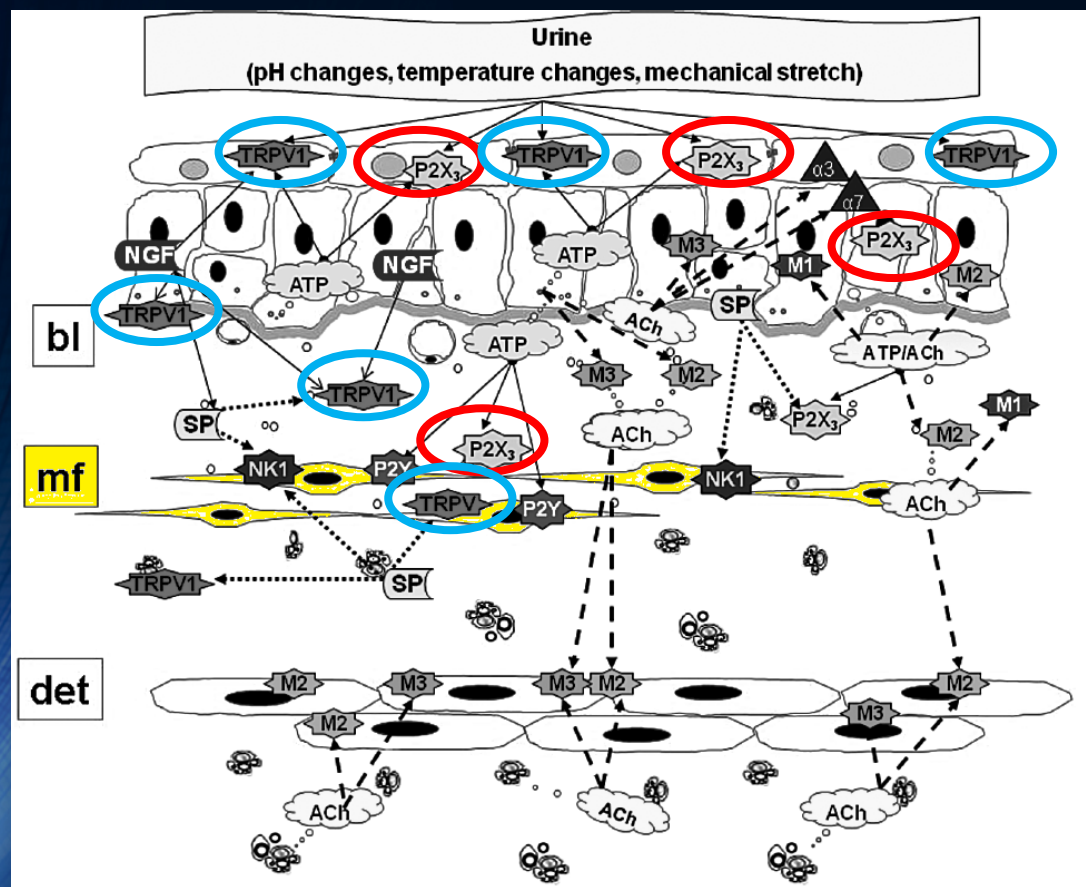 Urine
(pH changes, temperature changes, mechanical stretch)
TRPV1
P2X₃
TRPV1
P2X₃
TRPV1
α3
α7
NGF
NGF
ATP
ATP
M3
M1
P2X₃
M2
TRPV1
bl
ACh
SP
ATP
ATP/ACh
M3
M2
TRPV1
M1
SP
P2X₃
M2
ACh
P2X₃
mf
NK1
P2Y
NK1
TRPV
P2Y
ACh
TRPV1
SP
det
M2
M3
M3
M2
M2
M2
M3
ACh
ACh
ACh